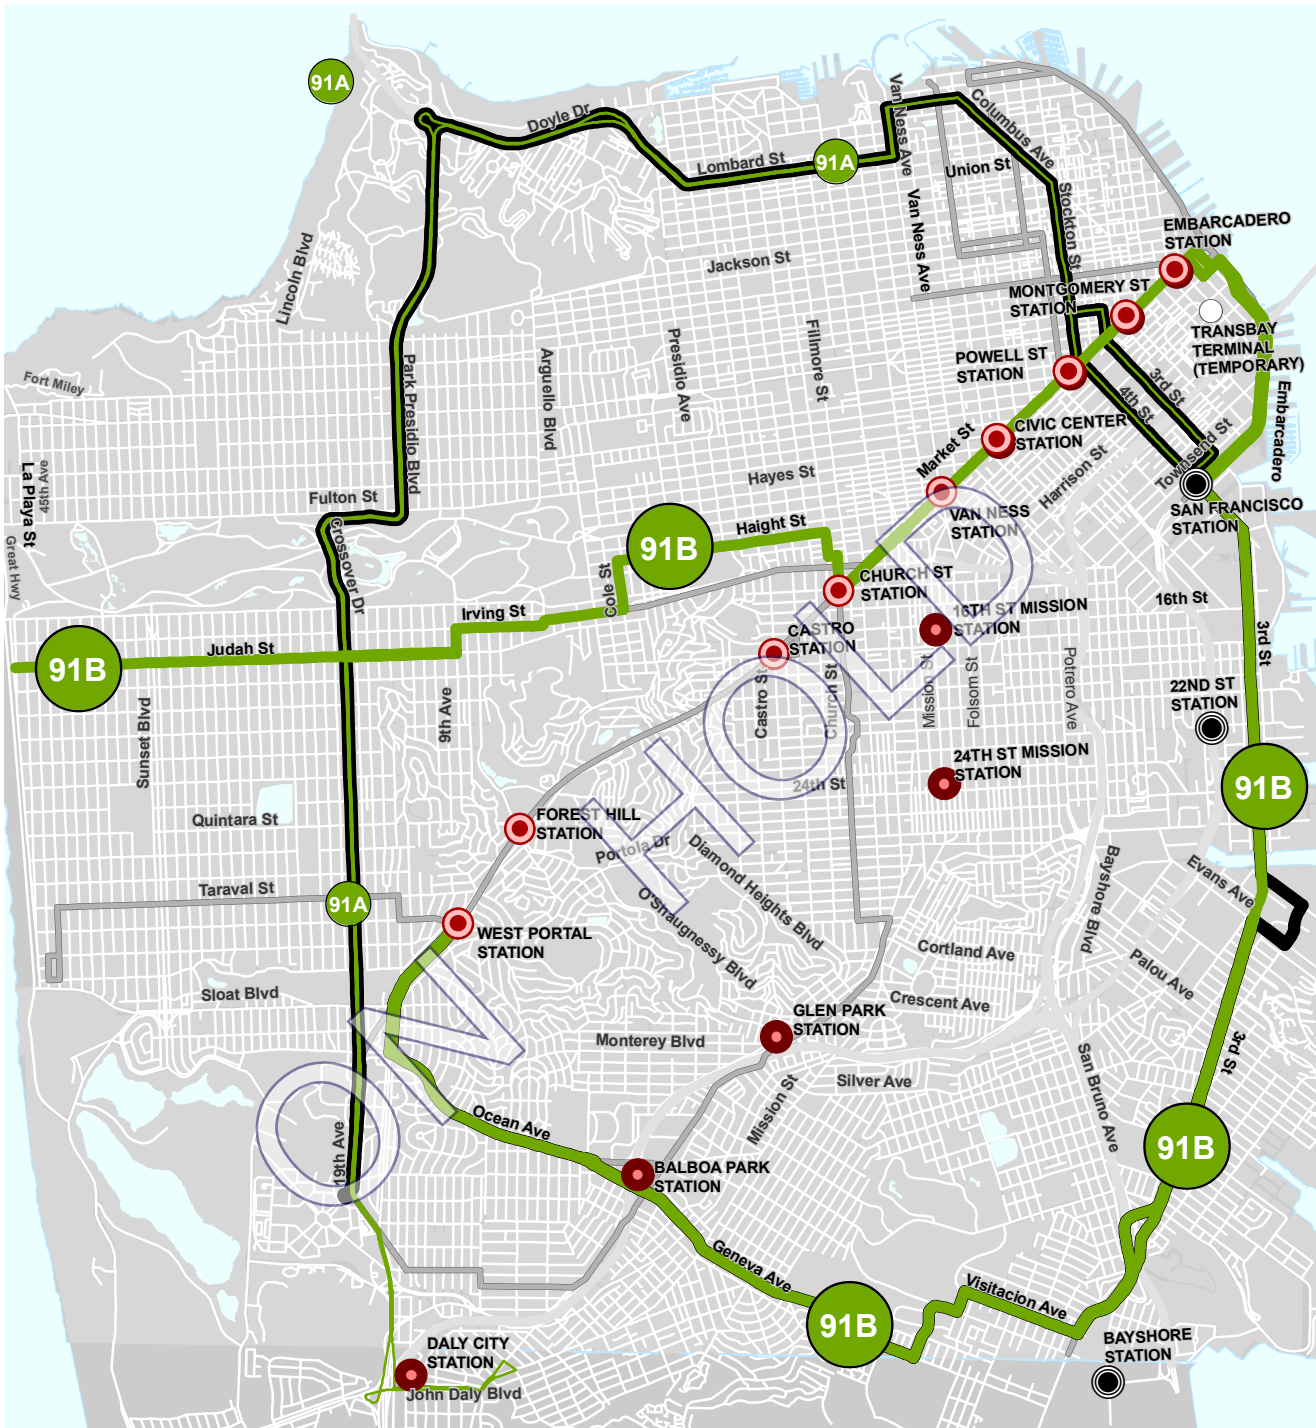 91A
Doyle Dr
Lombard St
91A
Van Ness Ave
Columbus Ave
Union St
Van Ness Ave
Stockton St
Lincoln Blvd
Jackson St
EMBARCADERO
STATION
MONTGOMERY ST
STATION
TRANSBAY
TERMINAL
(TEMPORARY)
POWELL ST
STATION
Fort Miley
Park Presidio Blvd
Arguello Blvd
Presidio Ave
Fillmore St
3rd St
4th St
Embarcadero
CIVIC CENTER
STATION
Market St
Townsend St
Harrison St
La Playa St
45th Ave
Hayes St
Fulton St
SAN FRANCISCO
STATION
VAN NESS
STATION
Haight St
91B
Crossover Dr
Great Hwy
Cole St
CHURCH ST
STATION
Irving St
16TH ST MISSION
STATION
16th St
3rd St
Judah St
91B
CASTRO
STATION
Castro St
Church St
Mission St
Folsom St
Potrero Ave
22ND ST
STATION
Sunset Blvd
9th Ave
24TH ST MISSION
STATION
24th St
91B
Quintara St
FOREST HILL
STATION
Portola Dr
Diamond Heights Blvd
O'Shaugnessy Blvd
Bayshore Blvd
Evans Ave
Taraval St
91A
WEST PORTAL
STATION
Cortland Ave
Palou Ave
Sloat Blvd
Crescent Ave
GLEN PARK
STATION
Monterey Blvd
Silver Ave
3rd St
San Bruno Ave
Mission St
Ocean Ave
19th Ave
91B
BALBOA PARK
STATION
Geneva Ave
Visitacion Ave
91B
BAYSHORE
STATION
DALY CITY
STATION
John Daly Blvd
OWL HOLD